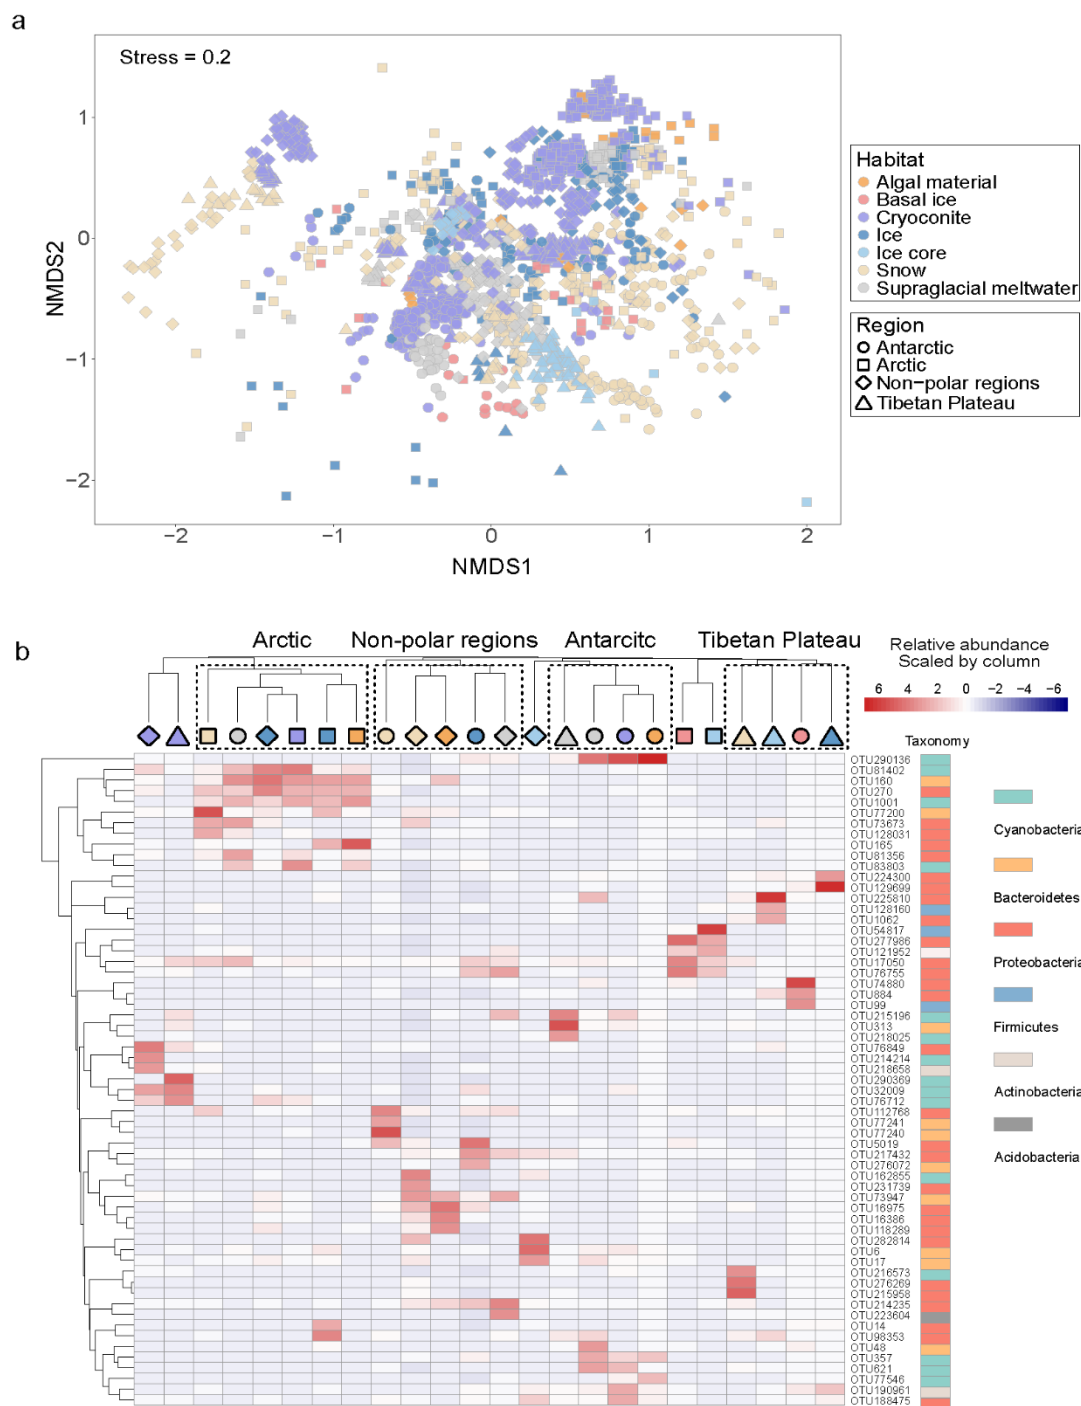 a
Stress = 0.2
1
0
−1
−2
NMDS2
−2
−1
0
1
2
NMDS1
Habitat
Algal material
Basal ice
Cryoconite
Ice
Ice core
Snow
Supraglacial meltwater
Region
Antarctic
Arctic
Non−polar regions
Tibetan Plateau
b
Arctic
Non-polar regions
Antarcitc
Tibetan Plateau
Relative abundance
Scaled by column
6 4 2 0 −2 −4 −6
Taxonomy
OTU290136
OTU81402
OTU160
OTU270
OTU1001
OTU77200
OTU73673
OTU128031
OTU165
OTU81356
OTU83803
OTU224300
OTU129699
OTU225810
OTU128160
OTU1062
OTU54817
OTU277986
OTU121952
OTU17050
OTU76755
OTU74880
OTU884
OTU99
OTU215196
OTU313
OTU218025
OTU76849
OTU214214
OTU218658
OTU290369
OTU32009
OTU76712
OTU112768
OTU77241
OTU77240
OTU5019
OTU217432
OTU276072
OTU162855
OTU231739
OTU73947
OTU16975
OTU16386
OTU118289
OTU282814
OTU6
OTU17
OTU216573
OTU276269
OTU215958
OTU214235
OTU223604
OTU14
OTU98353
OTU48
OTU357
OTU621
OTU77546
OTU190961
OTU188475
Cyanobacteria
Bacteroidetes
Proteobacteria
Firmicutes
Actinobacteria
Acidobacteria